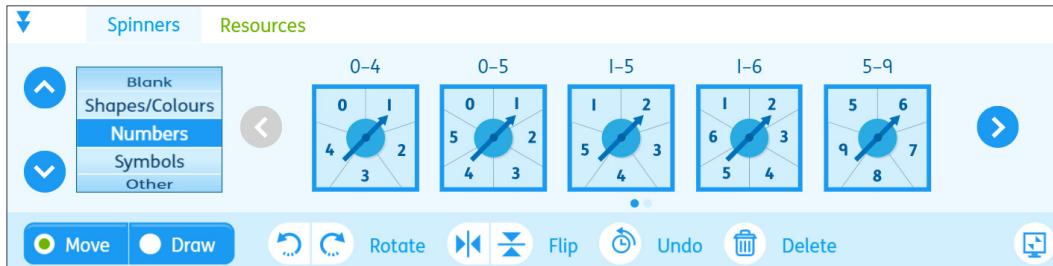 Spinners Resources
Blank
Shapes/Colours
Numbers
Symbols
Other
0–4 0–5 1–5 1–6 5–9
0 1 2 3 4
0 1 2 3 4 5
1 2 3 4 5
1 2 3 4 5 6
5 6 7 8 9
Move Draw Rotate Flip Undo Delete